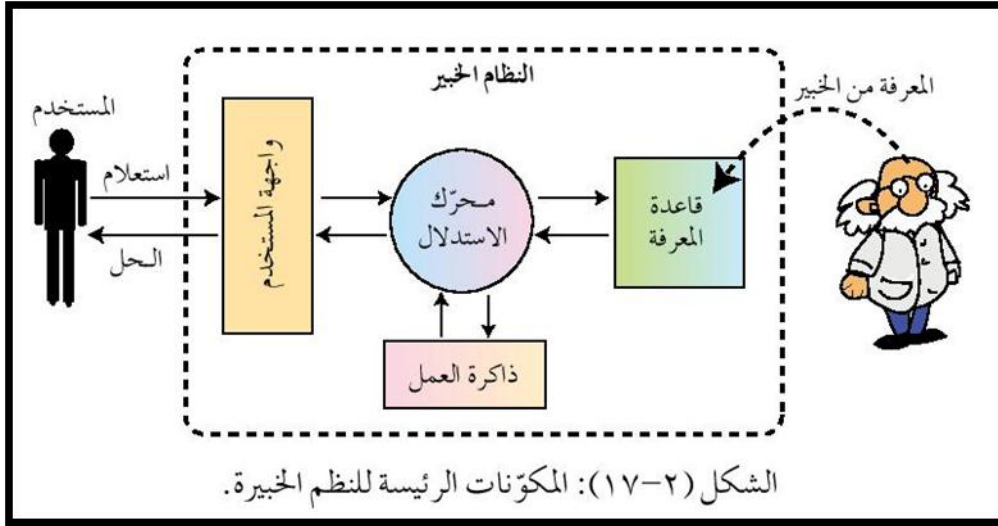 النظام الخبير
المعرفة من الخبير
المستخدم
استعلام
الحل
واجهة المستخدم
محرّك
الاستدلال
قاعدة
المعرفة
ذاكرة العمل
الشكل (٢-١٧): المكوّنات الرئيسة للنظم الخبيرة.